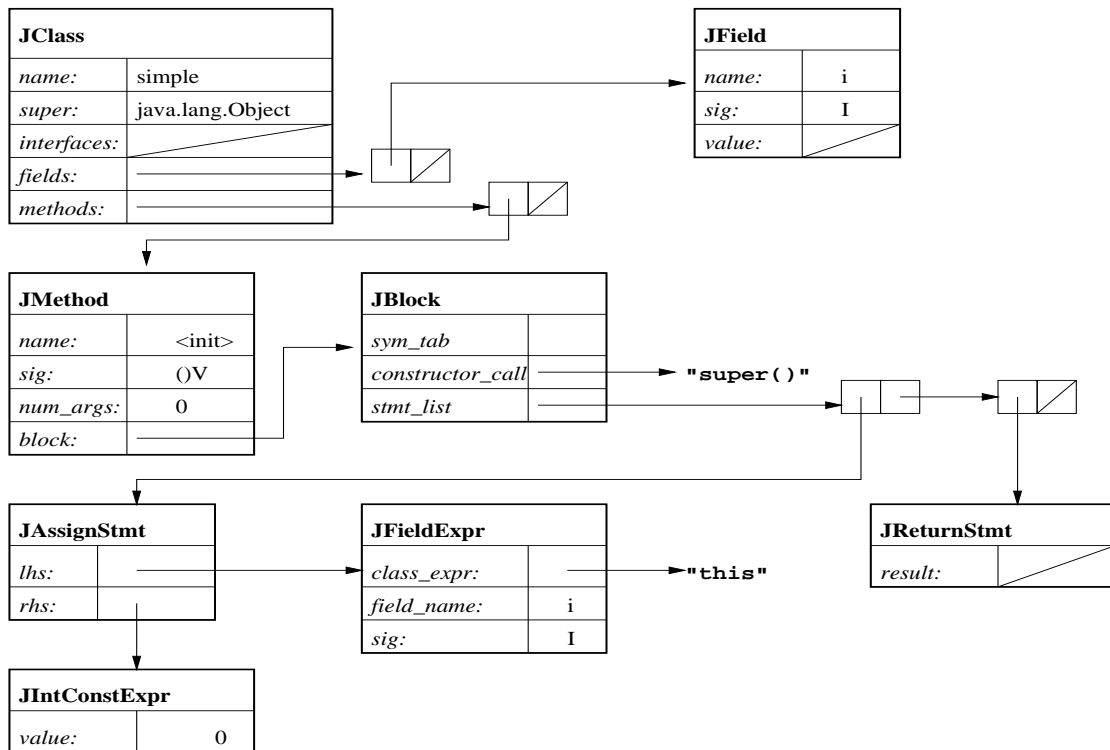 JClass
name: simple
super: java.lang.Object
interfaces:
fields:
methods:
JField
name: i
sig: I
value:
JMethod
name: <init>
sig: ()V
num_args: 0
block:
JBlock
sym_tab
constructor_call "super()"
stmt_list
JAssignStmt
lhs:
rhs:
JFieldExpr
class_expr: "this"
field_name: i
sig: I
JReturnStmt
result:
JIntConstExpr
value: 0